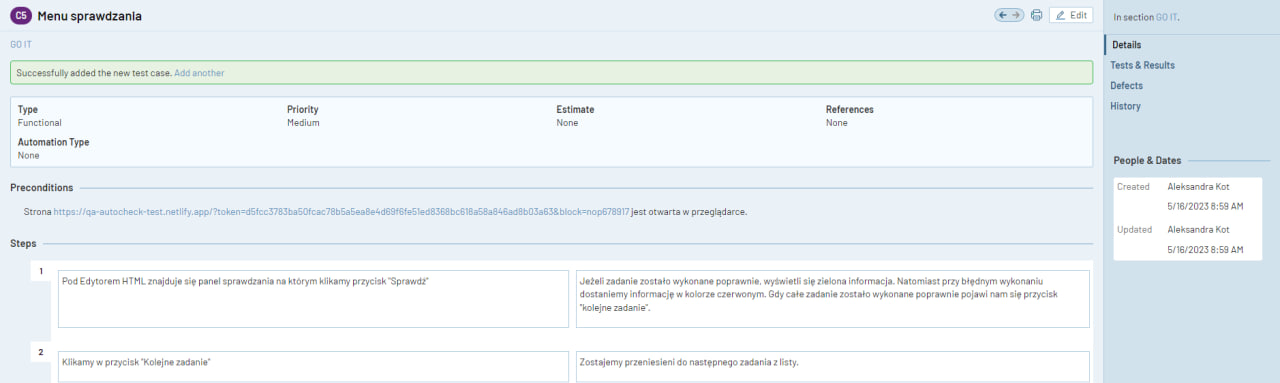 C5 Menu sprawdzania
Edit
GO IT
Successfully added the new test case. Add another
Type
Functional
Priority
Medium
Estimate
None
References
None
Automation Type
None
Preconditions
Strona https://qa-autocheck-test.netlify.app/?token=d5fcc3783ba50fcac78b5a5ea8e4d69f6fe51ed8368bc618a58a846ad8b03a63&block=nop678917 jest otwarta w przeglądarce.
Steps
1
Pod Edytorem HTML znajduje się panel sprawdzania na którym klikamy przycisk "Sprawdź"
Jeżeli zadanie zostało wykonane poprawnie, wyświetli się zielona informacja. Natomiast przy błędnym wykonaniu
dostaniemy informację w kolorze czerwonym. Gdy całe zadanie zostało wykonane poprawnie pojawi nam się przycisk
"kolejne zadanie".
2
Klikamy w przycisk "Kolejne zadanie"
Zostajemy przeniesieni do następnego zadania z listy.
In section GO IT.
Details
Tests & Results
Defects
History
People & Dates
Created Aleksandra Kot
5/16/2023 8:59 AM
Updated Aleksandra Kot
5/16/2023 8:59 AM